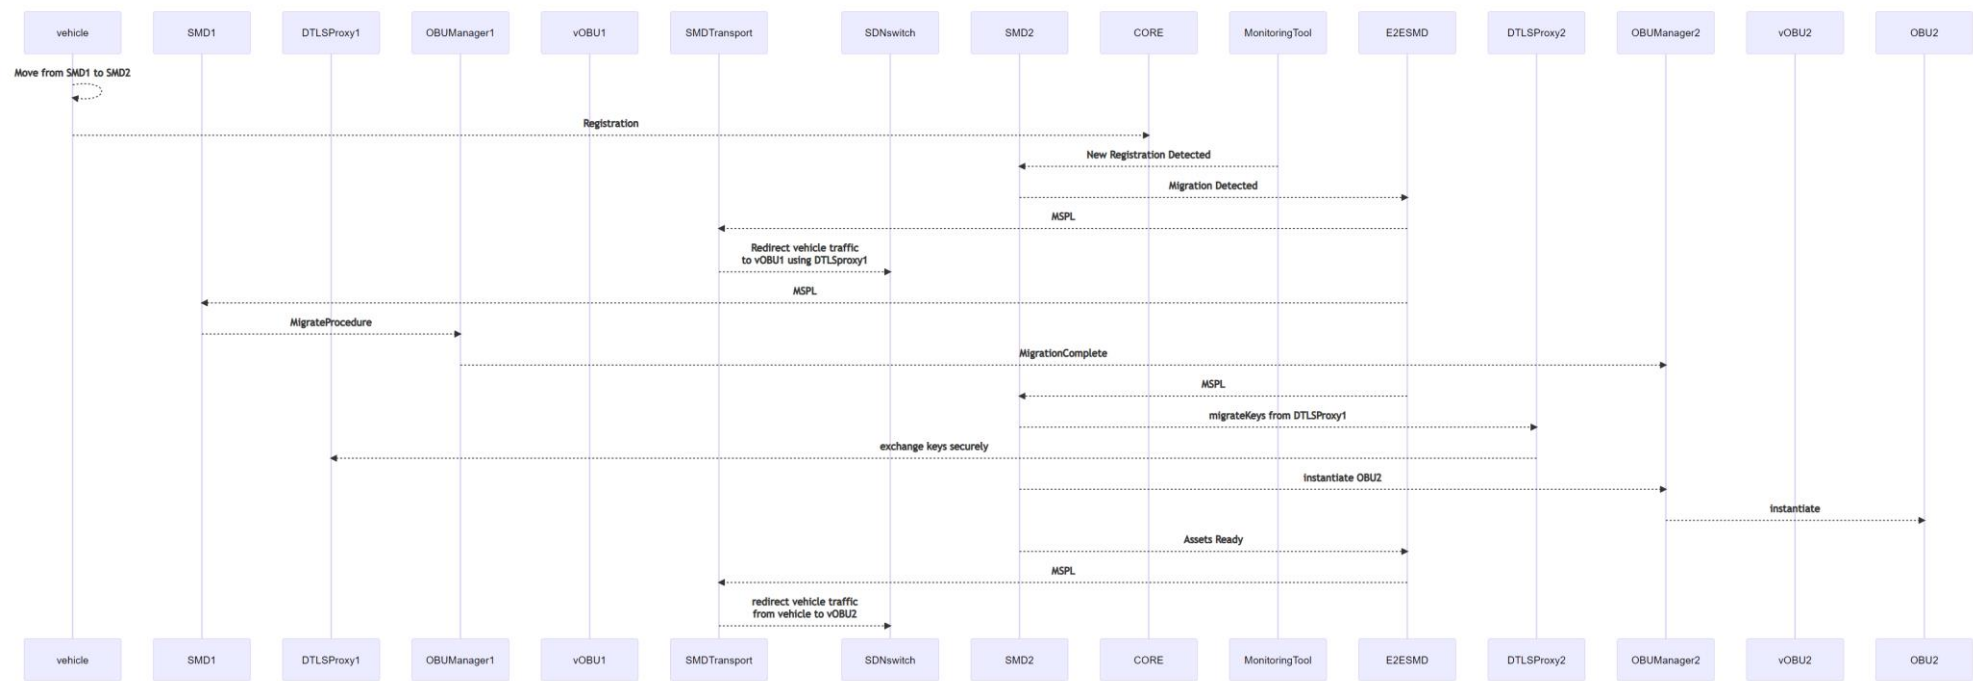 vehicle
SMD1
DTLSProxy1
OBUManager1
vOBU1
SMDTransport
SDNswitch
SMD2
CORE
MonitoringTool
E2ESMD
DTLSProxy2
OBUManager2
vOBU2
OBU2
Move from SMD1 to SMD2
Registration
New Registration Detected
Migration Detected
MSPL
Redirect vehicle traffic
to vOBU1 using DTLSproxy1
MSPL
MigrateProcedure
MigrationComplete
MSPL
migrateKeys from DTLSProxy1
exchange keys securely
instantiate OBU2
instantiate
Assets Ready
MSPL
redirect vehicle traffic
from vehicle to vOBU2
vehicle
SMD1
DTLSProxy1
OBUManager1
vOBU1
SMDTransport
SDNswitch
SMD2
CORE
MonitoringTool
E2ESMD
DTLSProxy2
OBUManager2
vOBU2
OBU2